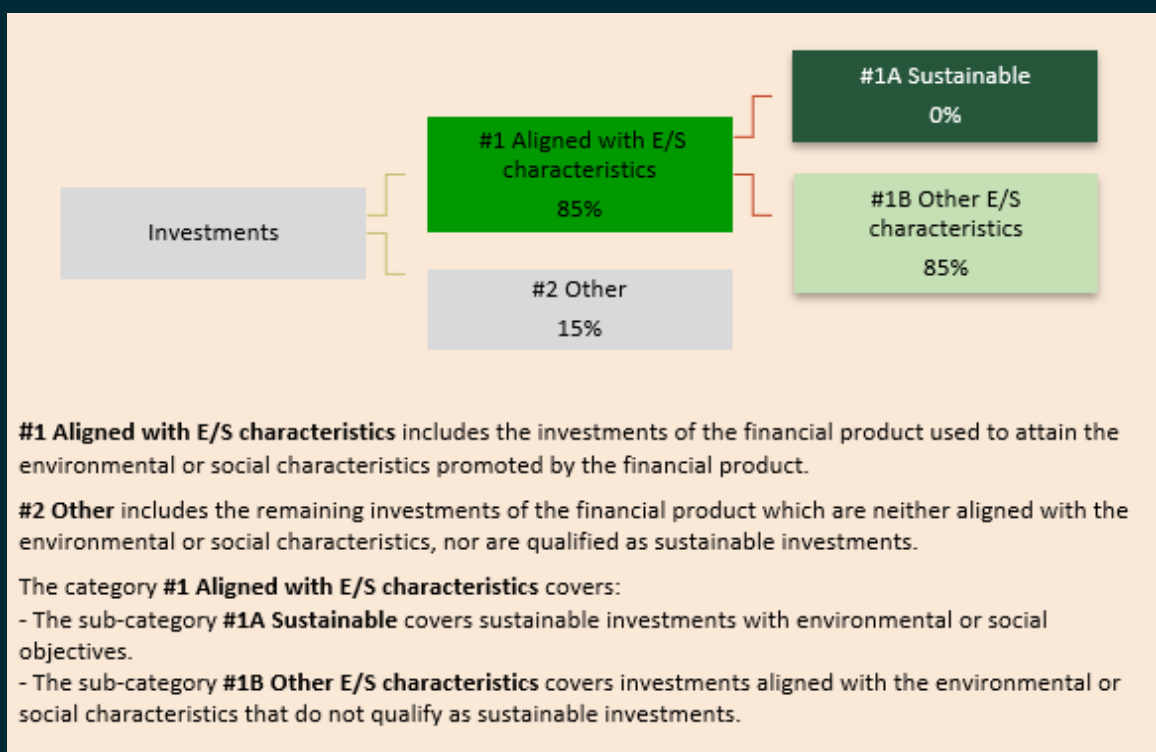 #1A Sustainable
0%
#1 Aligned with E/S
characteristics
85%
Investments
#1B Other E/S
characteristics
85%
#2 Other
15%
#1 Aligned with E/S characteristics includes the investments of the financial product used to attain the
environmental or social characteristics promoted by the financial product.
#2 Other includes the remaining investments of the financial product which are neither aligned with the
environmental or social characteristics, nor are qualified as sustainable investments.
The category #1 Aligned with E/S characteristics covers:
- The sub-category #1A Sustainable covers sustainable investments with environmental or social
objectives.
- The sub-category #1B Other E/S characteristics covers investments aligned with the environmental or
social characteristics that do not qualify as sustainable investments.